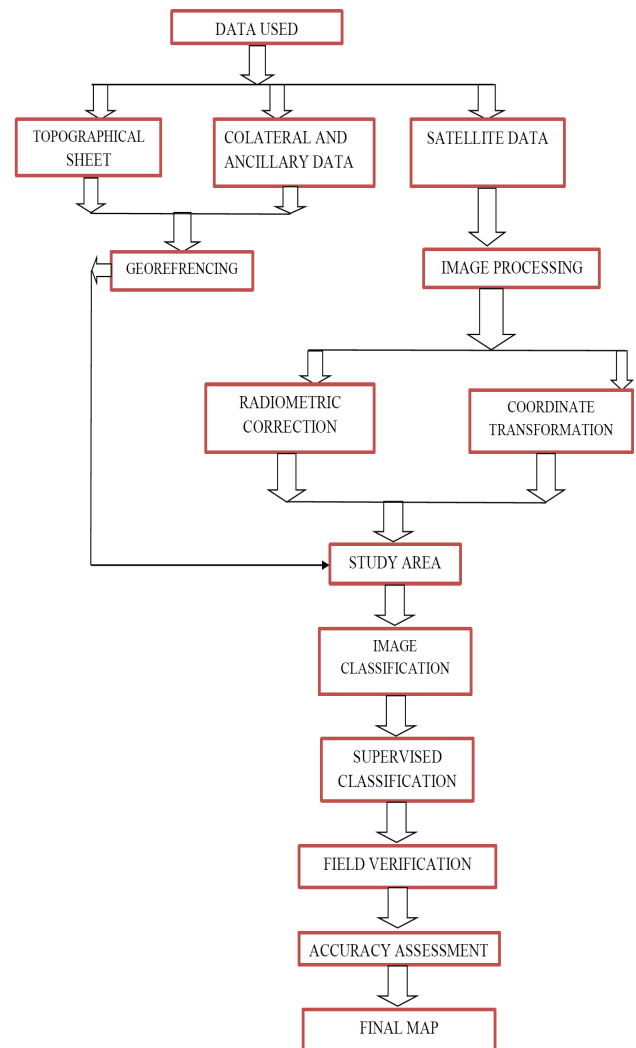 DATA USED
TOPOGRAPHICAL
SHEET
COLATERAL AND
ANCILLARY DATA
SATELLITE DATA
GEOREFRENCING
IMAGE PROCESSING
RADIOMETRIC
CORRECTION
COORDINATE
TRANSFORMATION
STUDY AREA
IMAGE
CLASSIFICATION
SUPERVISED
CLASSIFICATION
FIELD VERIFICATION
ACCURACY ASSESSMENT
FINAL MAP